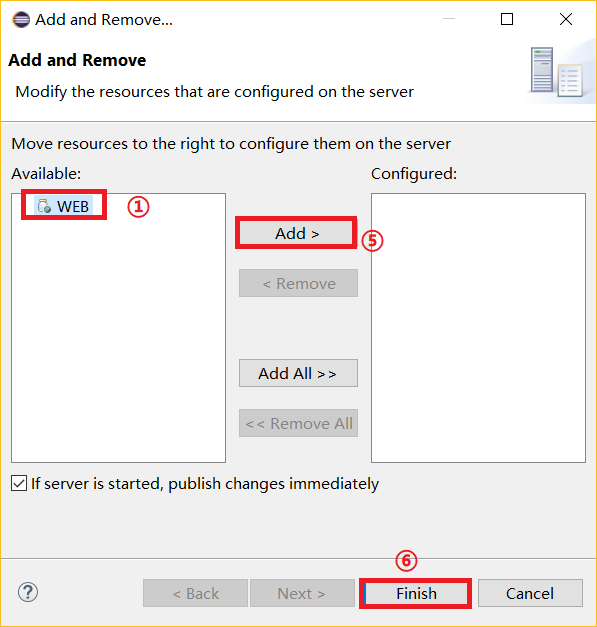 Add and Remove...
Add and Remove
Modify the resources that are configured on the server
Move resources to the right to configure them on the server
Available:
Configured:
WEB
①
Add >
⑤
< Remove
Add All >>
<< Remove All
If server is started, publish changes immediately
⑥
?
< Back
Next >
Finish
Cancel